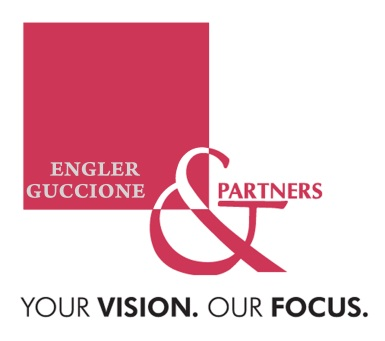 ENGLER
GUCCIONE
& PARTNERS
YOUR VISION. OUR FOCUS.